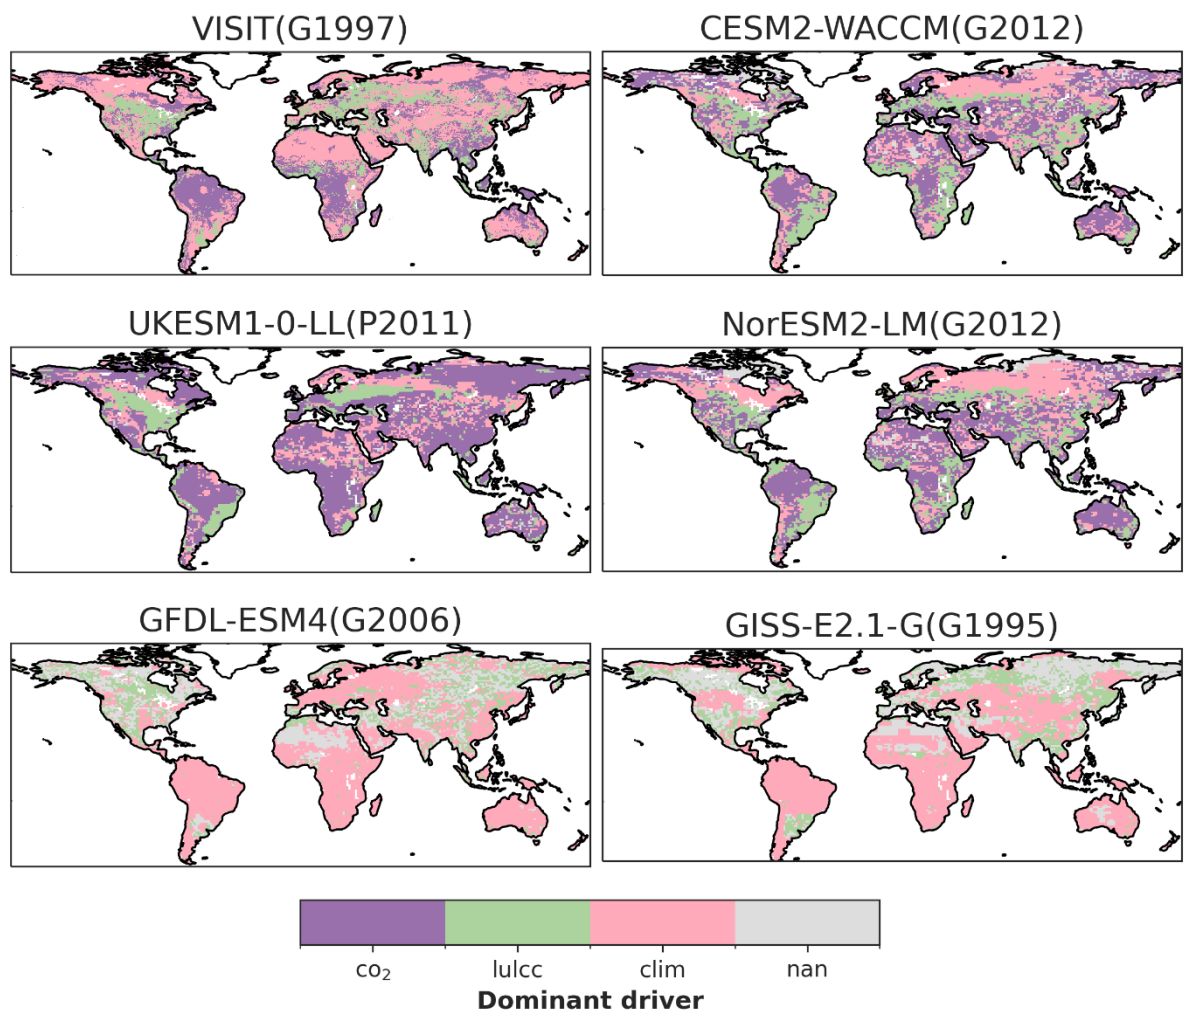 VISIT(G1997)
CESM2-WACCM(G2012)
UKESM1-0-LL(P2011)
NorESM2-LM(G2012)
GFDL-ESM4(G2006)
GISS-E2.1-G(G1995)
co₂ lulcc clim nan
Dominant driver